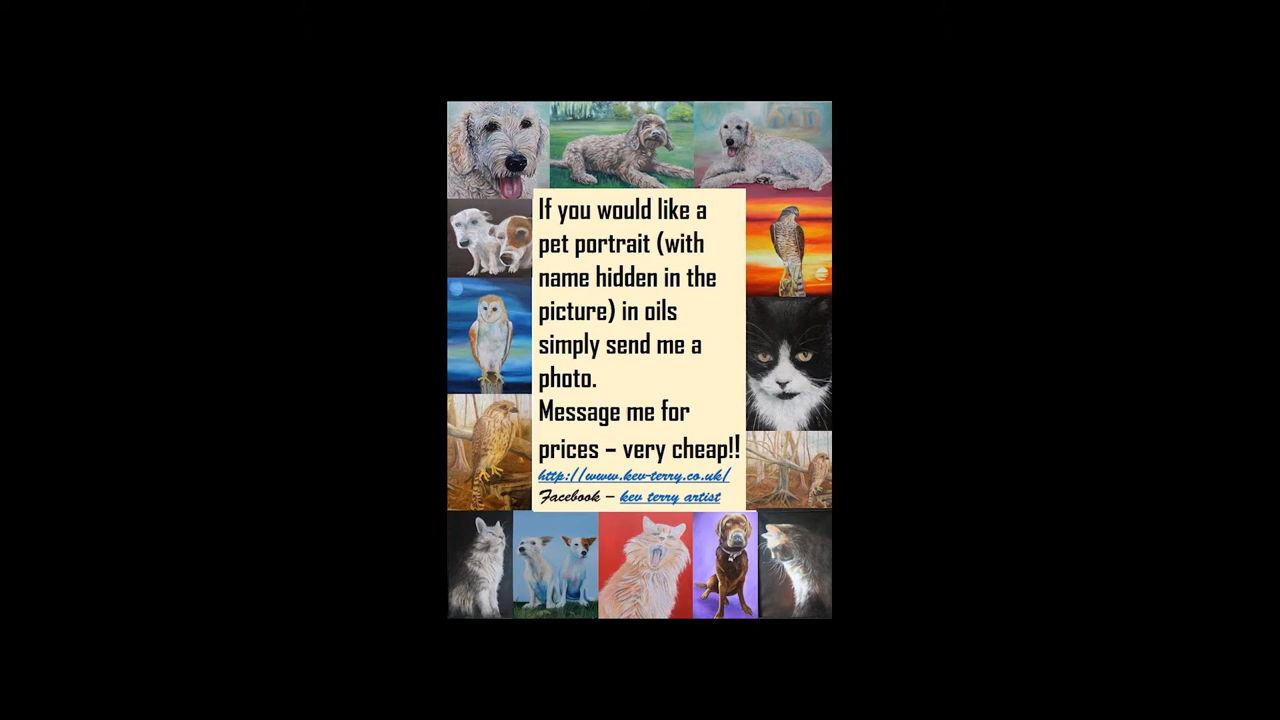 If you would like a
pet portrait (with
name hidden in the
picture) in oils
simply send me a
photo.
Message me for
prices – very cheap!!
http://www.kev-terry.co.uk/
Facebook – kev terry artist